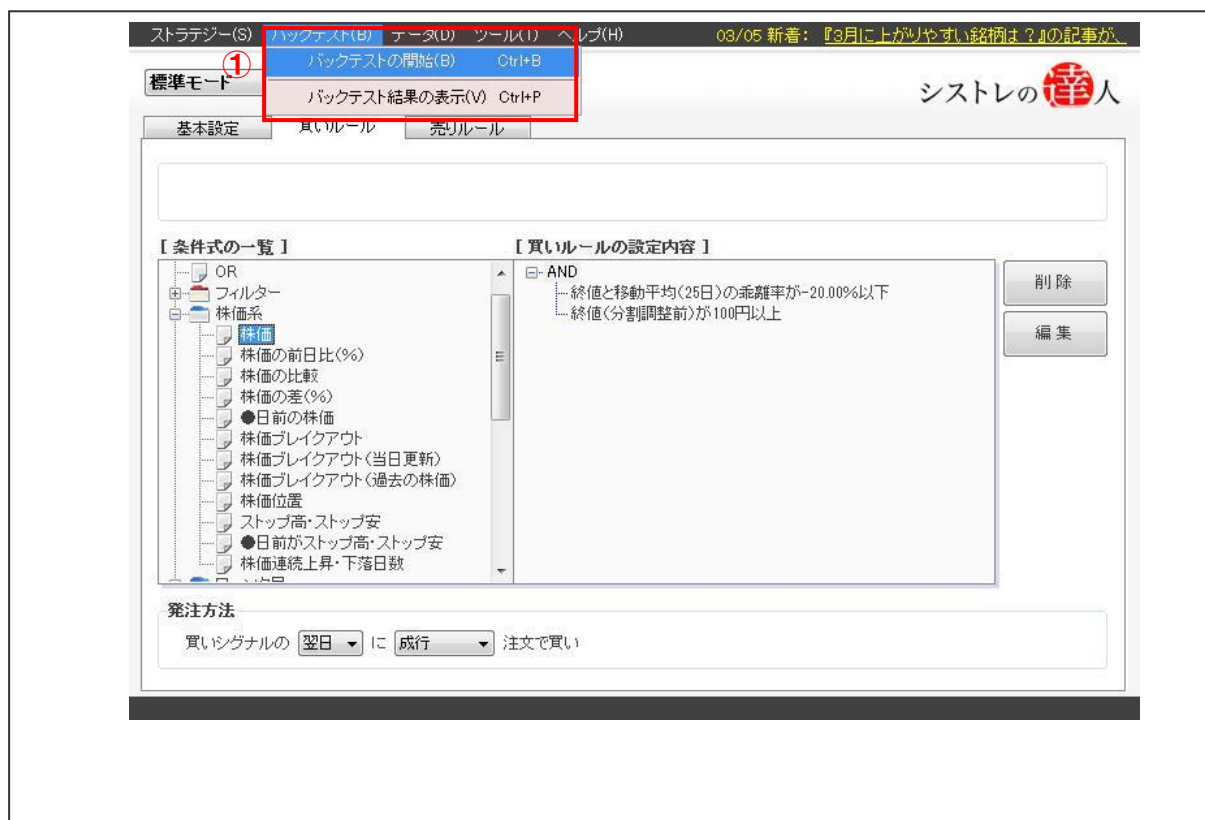 ストラテジー(S) バックテスト(B) データ(D) ツール(T) ヘルプ(H) 03/05 新着： 『3月に上がりやすい銘柄は？』の記事が、
①
バックテストの開始(B) Ctrl+B
標準モード
バックテスト結果の表示(V) Ctrl+P
シストレの達人
基本設定 買いルール 売りルール
[ 条件式の一覧 ] [ 買いルールの設定内容 ]
OR
フィルター
株価系
株価
株価の前日比(%)
株価の比較
株価の差(%)
●日前の株価
株価ブレイクアウト
株価ブレイクアウト(当日更新)
株価ブレイクアウト(過去の株価)
株価位置
ストップ高・ストップ安
●日前がストップ高・ストップ安
株価連続上昇・下落日数
AND
終値と移動平均(25日)の乖離率が-20.00%以下
終値(分割調整前)が100円以上
削除
編集
発注方法
買いシグナルの 翌日 に 成行 注文で買い